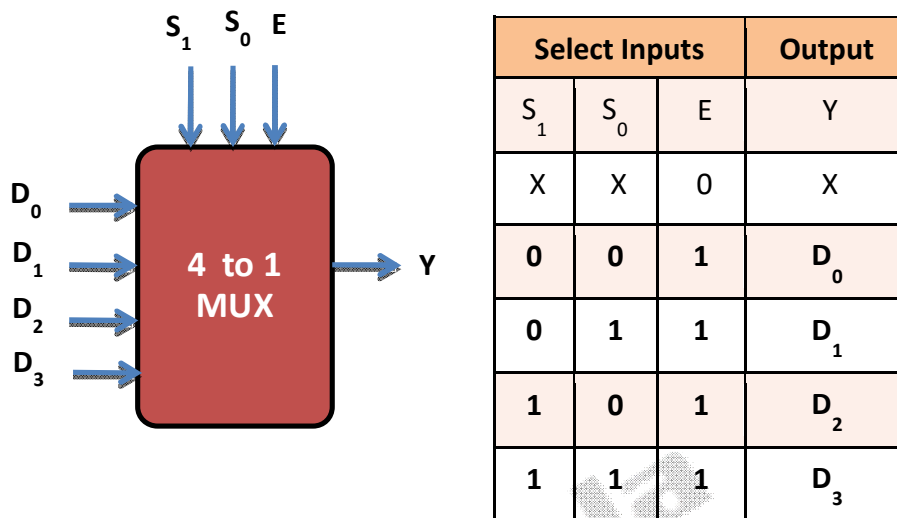 S₁ S₀ E
D₀
D₁
D₂
D₃
4 to 1
MUX
Y
Select Inputs Output
S₁ S₀ E Y
X X 0 X
0 0 1 D₀
0 1 1 D₁
1 0 1 D₂
1 1 1 D₃